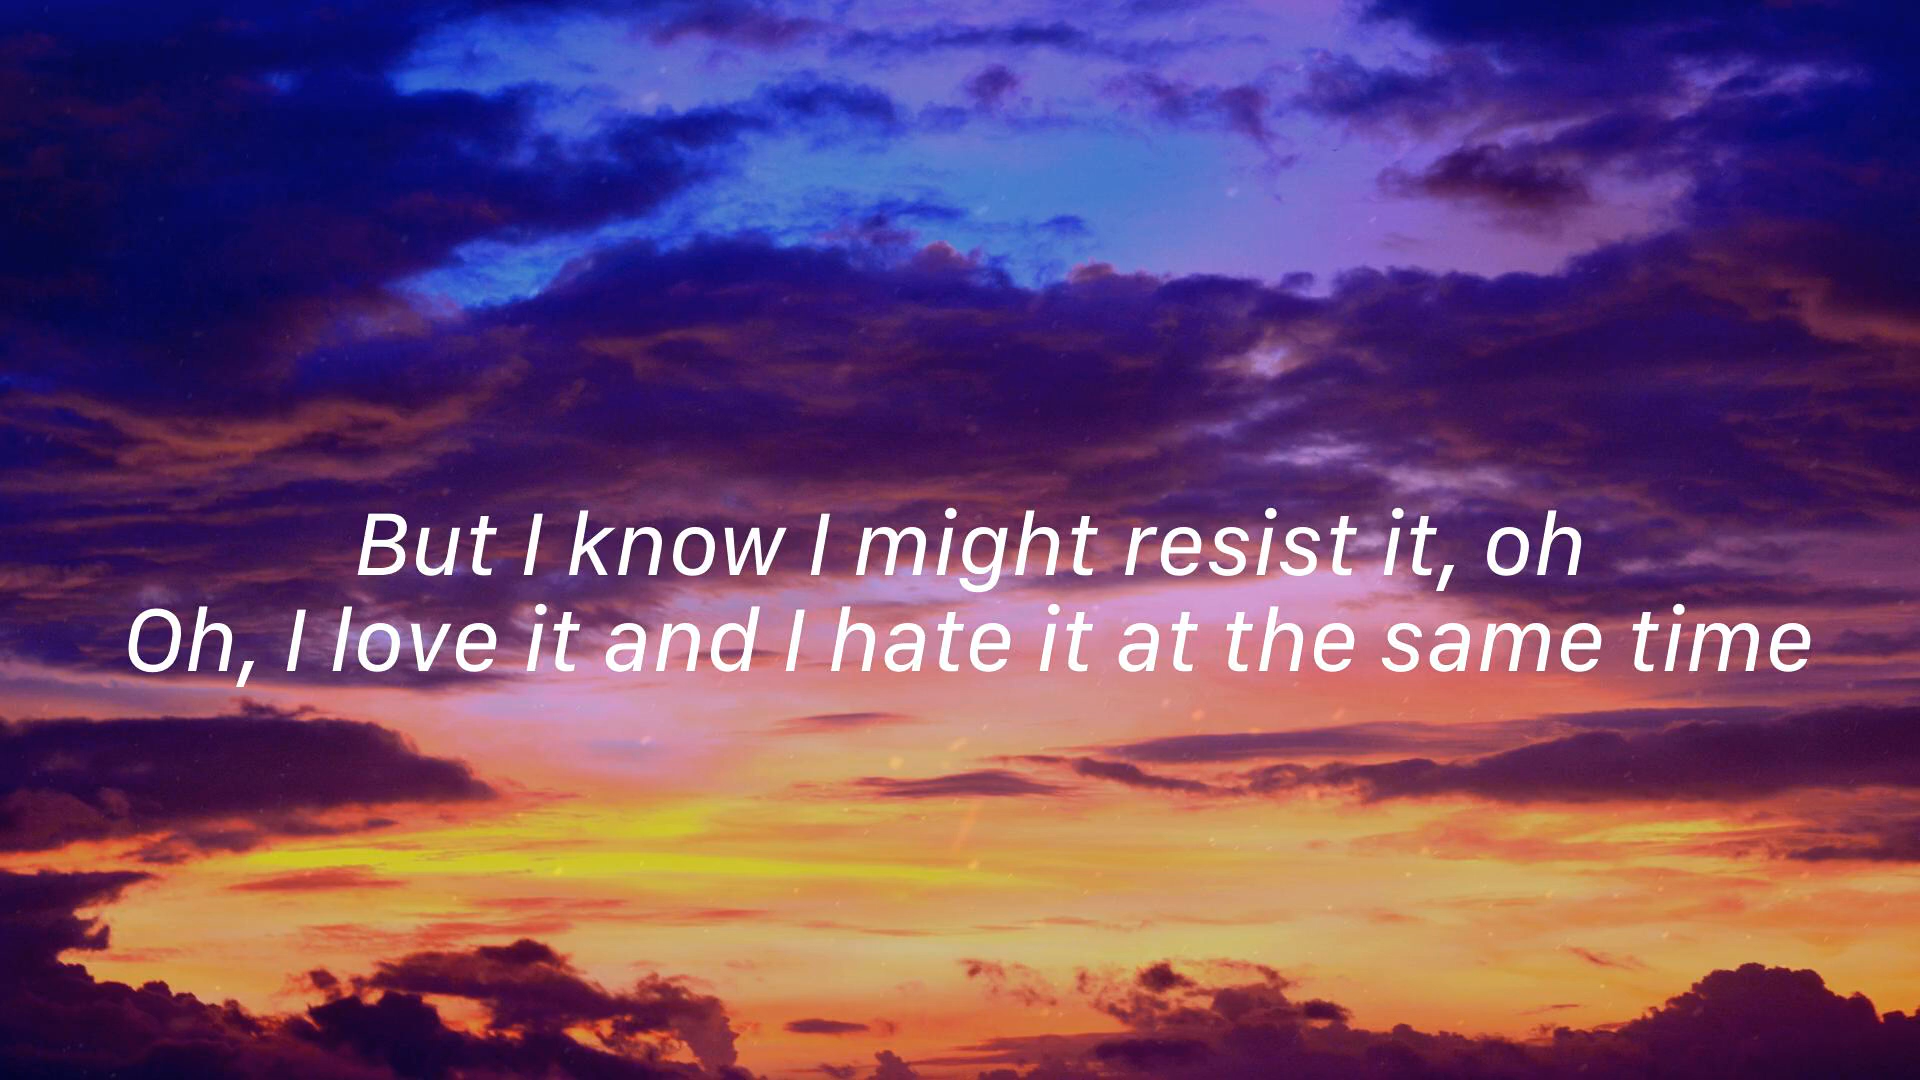 But I know I might resist it, oh
Oh, I love it and I hate it at the same time